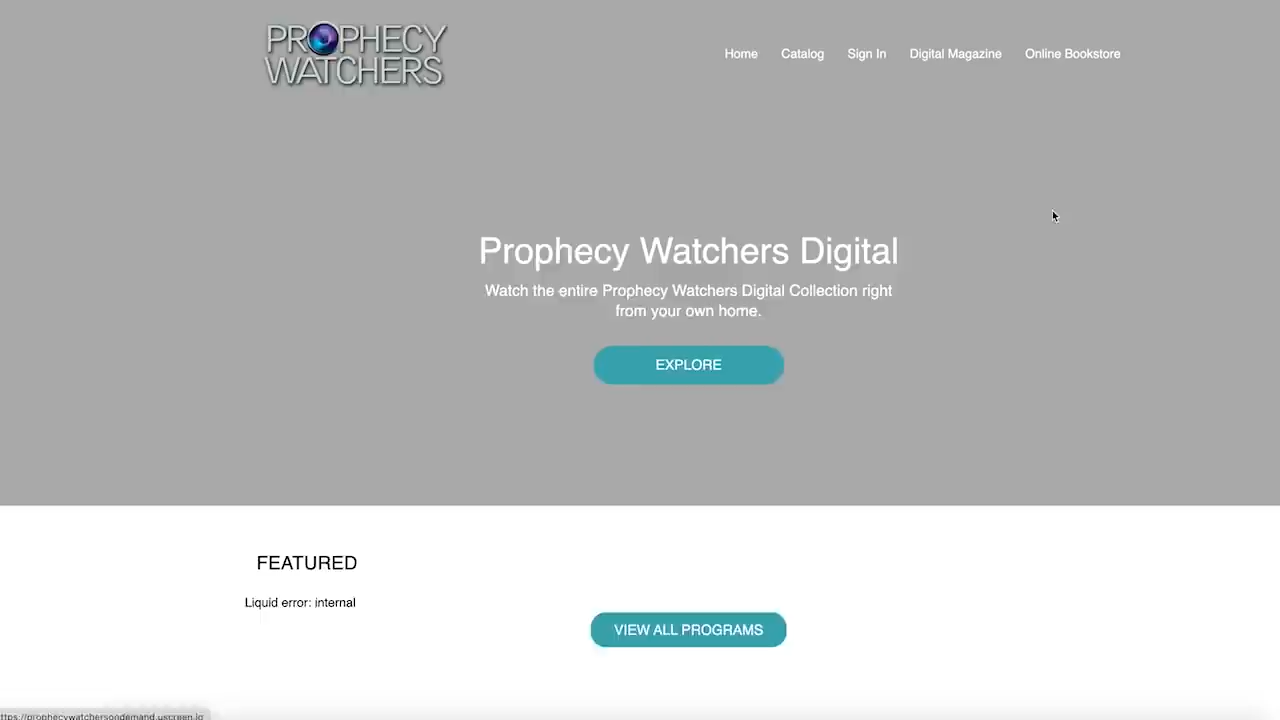 PROPHECY
WATCHERS
Home Catalog Sign In Digital Magazine Online Bookstore
Prophecy Watchers Digital
Watch the entire Prophecy Watchers Digital Collection right
from your own home.
EXPLORE
FEATURED
Liquid error: internal
VIEW ALL PROGRAMS